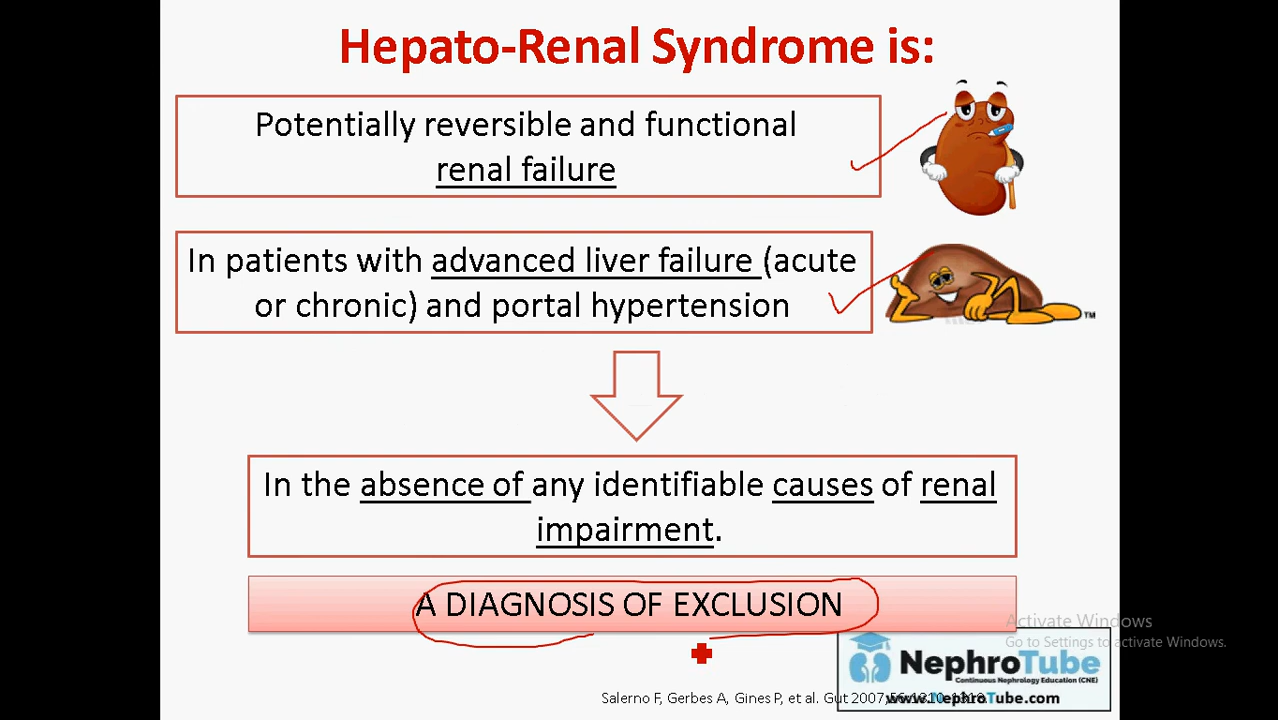 Hepato-Renal Syndrome is:
Potentially reversible and functional
renal failure
In patients with advanced liver failure (acute
or chronic) and portal hypertension
TM
In the absence of any identifiable causes of renal
impairment.
A DIAGNOSIS OF EXCLUSION
Activate Windows
Go to Settings to activate Windows.
NephroTube
Continuous Nephrology Education (CNE)
Salerno F, Gerbes A, Gines P, et al. Gut 2007
www.NephroTube.com